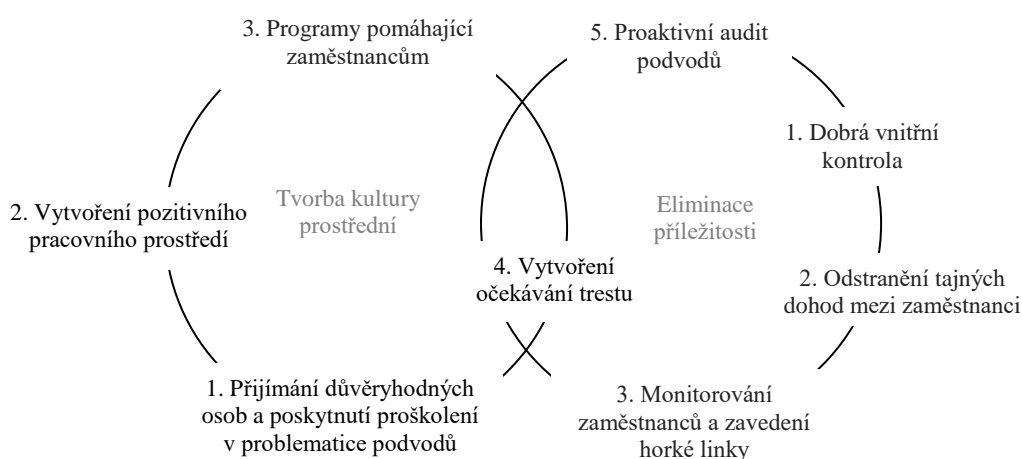 3. Programy pomáhající
zaměstnancům
5. Proaktivní audit
podvodů
1. Dobrá vnitřní
kontrola
Tvorba kultury
prostřední
Eliminace
příležitosti
2. Vytvoření pozitivního
pracovního prostředí
4. Vytvoření
očekávání trestu
2. Odstranění tajných
dohod mezi zaměstnanci
1. Přijímání důvěryhodných
osob a poskytnutí proškolení
v problematice podvodů
3. Monitorování
zaměstnanců a zavedení
horké linky